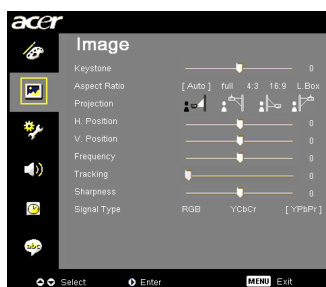 acer
Image
Keystone 0
Aspect Ratio [ Auto ] full 4:3 16:9 L.Box
Projection
H. Position 0
V. Position 0
Frequency 0
Tracking 0
Sharpness 0
Signal Type RGB YCbCr [ YPbPr ]
abc
Select Enter MENU Exit